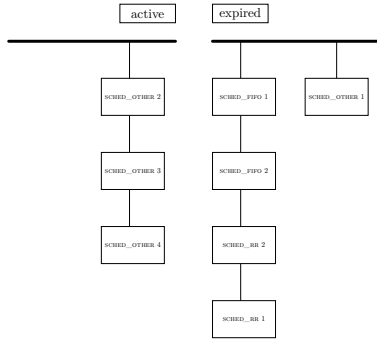 active
expired
SCHED_OTHER 2
SCHED_FIFO 1
SCHED_OTHER 1
SCHED_OTHER 3
SCHED_FIFO 2
SCHED_OTHER 4
SCHED_RR 2
SCHED_RR 1